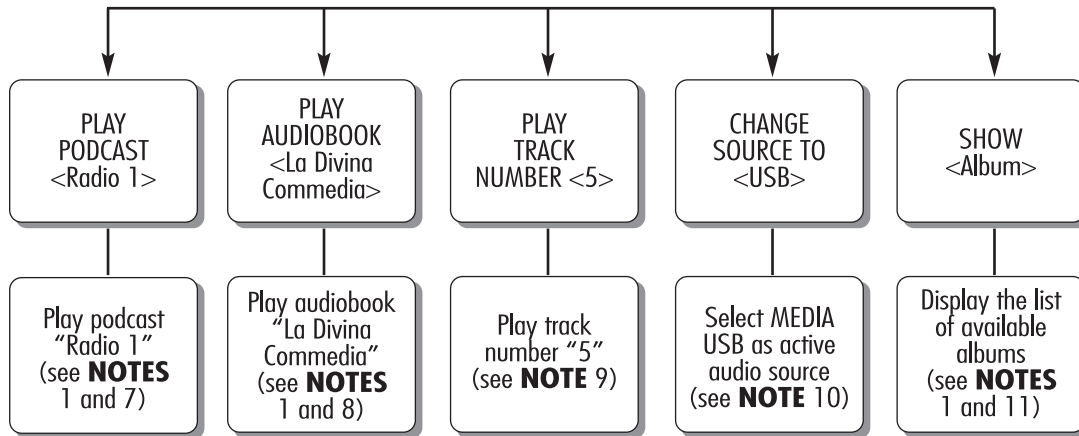 PLAY
PODCAST
<Radio 1>
PLAY
AUDIOBOOK
<La Divina
Commedia>
PLAY
TRACK
NUMBER <5>
CHANGE
SOURCE TO
<USB>
SHOW
<Album>
Play podcast
“Radio 1”
(see NOTES
1 and 7)
Play audiobook
“La Divina
Commedia”
(see NOTES
1 and 8)
Play track
number “5”
(see NOTE 9)
Select MEDIA
USB as active
audio source
(see NOTE 10)
Display the list
of available
albums
(see NOTES
1 and 11)